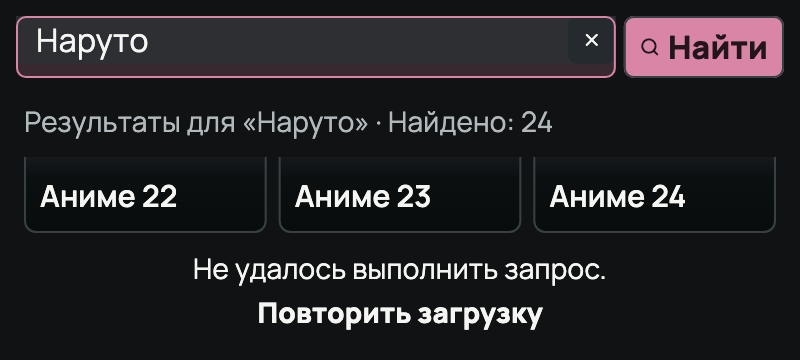 Наруто × Найти
Результаты для «Наруто» · Найдено: 24
Аниме 22 Аниме 23 Аниме 24
Не удалось выполнить запрос.
Повторить загрузку